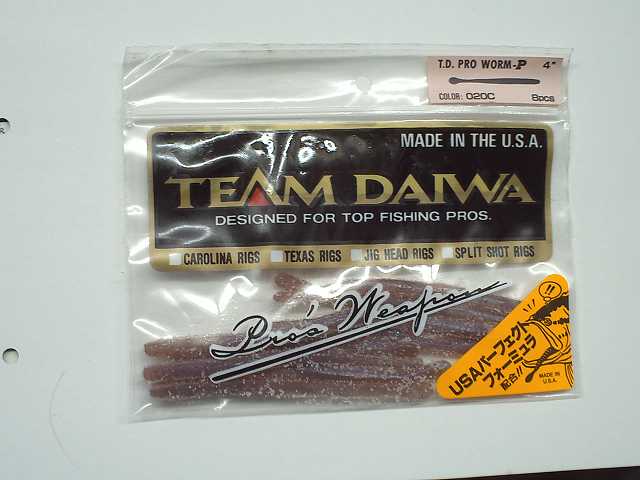 T.D. PRO WORM-P 4"
COLOR: 020C 8pcs
MADE IN THE U.S.A.
TEAM DAIWA
DESIGNED FOR TOP FISHING PROS.
CAROLINA RIGS TEXAS RIGS JIG HEAD RIGS SPLIT SHOT RIGS
Pro's Weapon
!!
USAパーフェクト
フォーミュラ
配合!!
MADE IN
U.S.A.